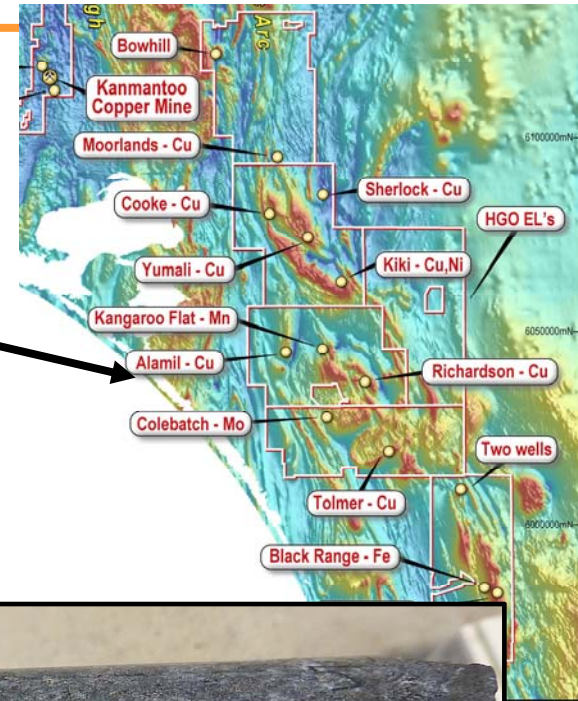 gh
Arc
Bowhill
Kanmantoo
Copper Mine
6100000mN
Moorlands - Cu
Sherlock - Cu
Cooke - Cu
HGO EL's
Yumali - Cu
Kiki - Cu,Ni
Kangaroo Flat - Mn
6050000mN
Alamil - Cu
Richardson - Cu
Colebatch - Mo
Two wells
Tolmer - Cu
6000000mN
Black Range - Fe